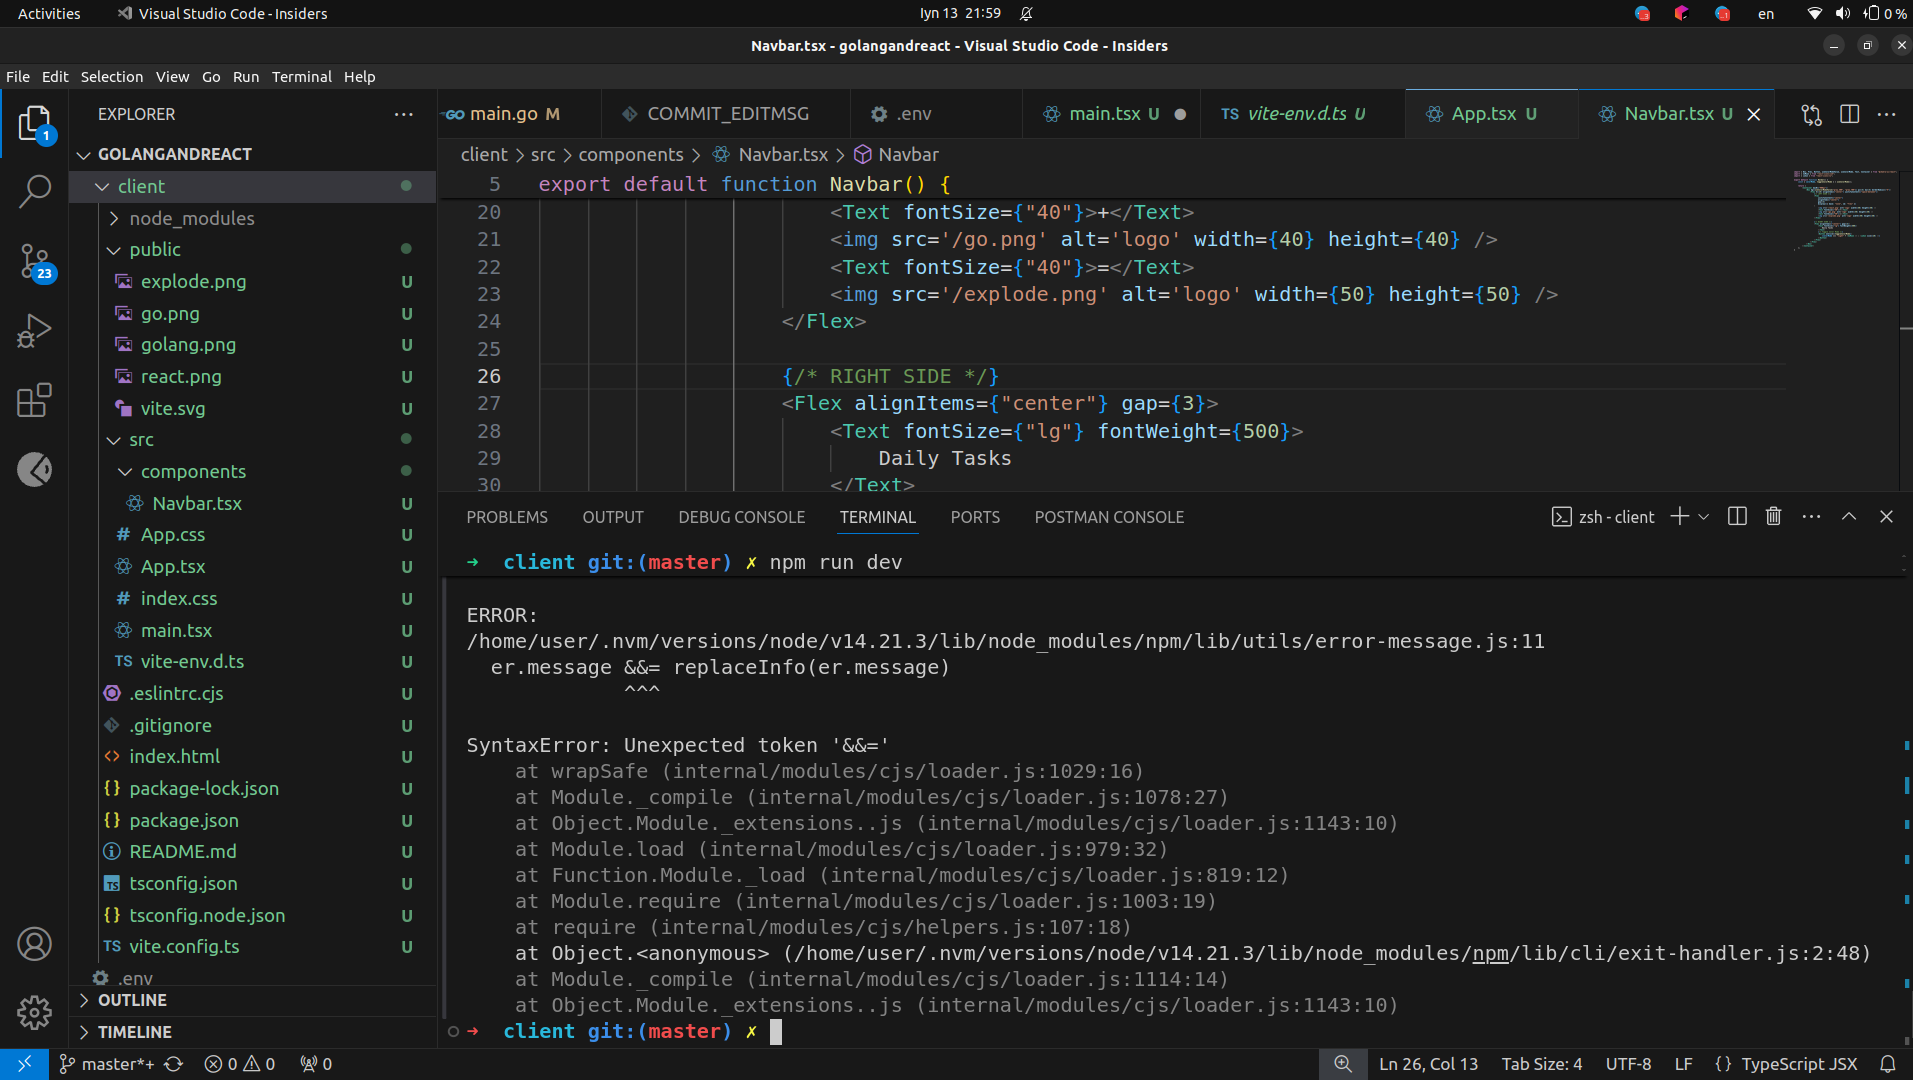 Activities
Visual Studio Code - Insiders
Iyn 13 21:59
en
0 %
Navbar.tsx - golangandreact - Visual Studio Code - Insiders
File Edit Selection View Go Run Terminal Help
EXPLORER
main.go M
COMMIT_EDITMSG
.env
main.tsx U
TS vite-env.d.ts U
App.tsx U
Navbar.tsx U
1
23
GOLANGANDREACT
client
node_modules
public
explode.png U
go.png U
golang.png U
react.png U
vite.svg U
src
components
Navbar.tsx U
# App.css U
App.tsx U
# index.css U
main.tsx U
TS vite-env.d.ts U
.eslintrc.cjs U
.gitignore U
<> index.html U
{} package-lock.json U
{} package.json U
README.md U
TS tsconfig.json U
{} tsconfig.node.json U
TS vite.config.ts U
.env
OUTLINE
TIMELINE
client > src > components > Navbar.tsx > Navbar
5 export default function Navbar() {
20 <Text fontSize={"40"}>+</Text>
21 <img src='/go.png' alt='logo' width={40} height={40} />
22 <Text fontSize={"40"}>=</Text>
23 <img src='/explode.png' alt='logo' width={50} height={50} />
24 </Flex>
25
26 {/* RIGHT SIDE */}
27 <Flex alignItems={"center"} gap={3}>
28 <Text fontSize={"lg"} fontWeight={500}>
29 Daily Tasks
30 </Text>
PROBLEMS OUTPUT DEBUG CONSOLE TERMINAL PORTS POSTMAN CONSOLE
zsh - client
➜ client git:(master) ✗ npm run dev
ERROR:
/home/user/.nvm/versions/node/v14.21.3/lib/node_modules/npm/lib/utils/error-message.js:11
er.message &&= replaceInfo(er.message)
^^^
SyntaxError: Unexpected token '&&='
at wrapSafe (internal/modules/cjs/loader.js:1029:16)
at Module._compile (internal/modules/cjs/loader.js:1078:27)
at Object.Module._extensions..js (internal/modules/cjs/loader.js:1143:10)
at Module.load (internal/modules/cjs/loader.js:979:32)
at Function.Module._load (internal/modules/cjs/loader.js:819:12)
at Module.require (internal/modules/cjs/loader.js:1003:19)
at require (internal/modules/cjs/helpers.js:107:18)
at Object.<anonymous> (/home/user/.nvm/versions/node/v14.21.3/lib/node_modules/npm/lib/cli/exit-handler.js:2:48)
at Module._compile (internal/modules/cjs/loader.js:1114:14)
at Object.Module._extensions..js (internal/modules/cjs/loader.js:1143:10)
➜ client git:(master) ✗
master*+
0 0
0
Ln 26, Col 13
Tab Size: 4
UTF-8
LF
{} TypeScript JSX